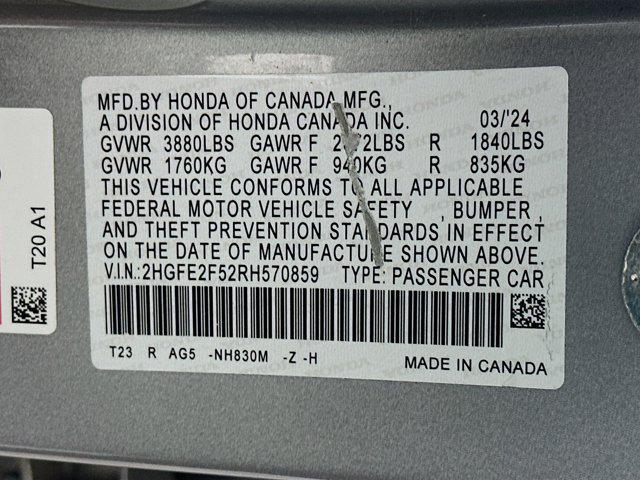 MFD.BY HONDA OF CANADA MFG.,
A DIVISION OF HONDA CANADA INC. 03/'24
GVWR 3880LBS GAWR F LBS R 1840LBS
GVWR 1760KG GAWR F 940KG R 835KG
THIS VEHICLE CONFORMS TO ALL APPLICABLE
FEDERAL MOTOR VEHICLE SAFETY , BUMPER ,
AND THEFT PREVENTION STANDARDS IN EFFECT
ON THE DATE OF MANUFACTURE SHOWN ABOVE.
V.I.N.:2HGFE2F52RH570859 TYPE: PASSENGER CAR
T23 R AG5 -NH830M -Z -H
MADE IN CANADA
T20 A1